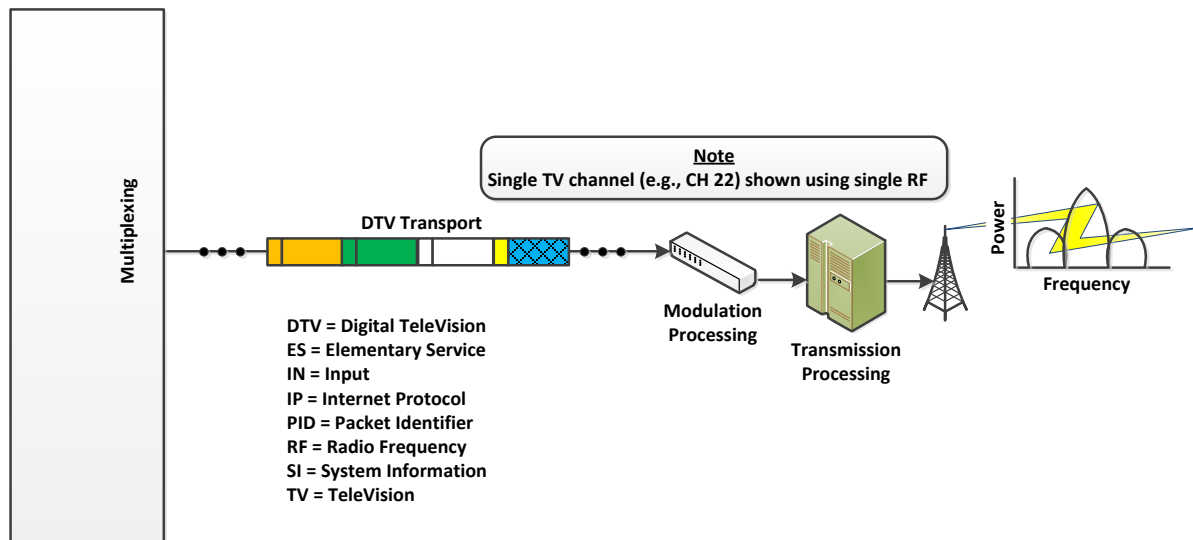 Multiplexing
Note
Single TV channel (e.g., CH 22) shown using single RF
DTV Transport
Modulation
Processing
Transmission
Processing
Power
Frequency
DTV = Digital TeleVision
ES = Elementary Service
IN = Input
IP = Internet Protocol
PID = Packet Identifier
RF = Radio Frequency
SI = System Information
TV = TeleVision